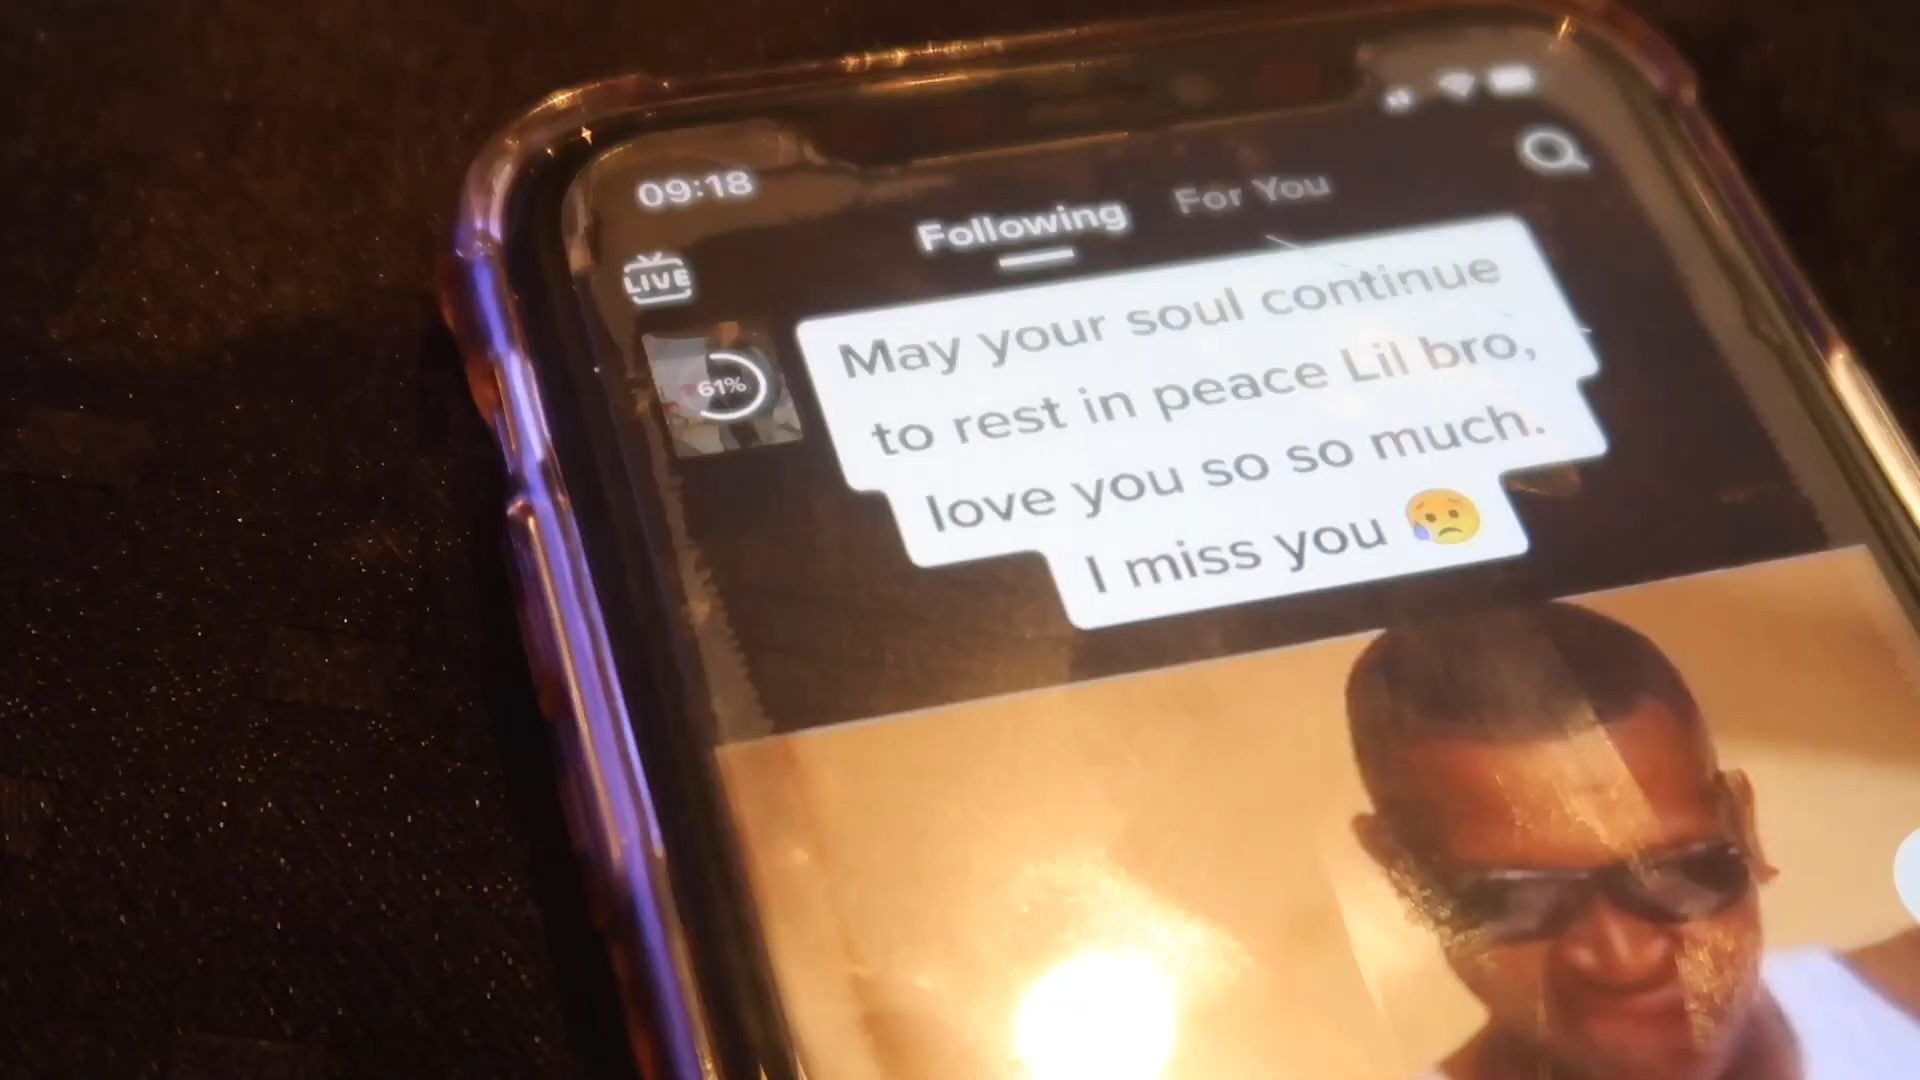 09:18
Following For You
LIVE
61%
May your soul continue
to rest in peace Lil bro,
love you so so much.
I miss you 😥